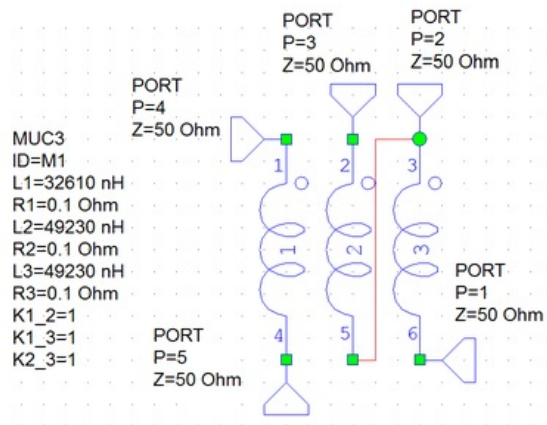 PORT
P=3
Z=50 Ohm
PORT
P=2
Z=50 Ohm
PORT
P=4
Z=50 Ohm
MUC3
ID=M1
L1=32610 nH
R1=0.1 Ohm
L2=49230 nH
R2=0.1 Ohm
L3=49230 nH
R3=0.1 Ohm
K1_2=1
K1_3=1
K2_3=1
1
2
3
1
2
3
4
5
6
PORT
P=1
Z=50 Ohm
PORT
P=5
Z=50 Ohm